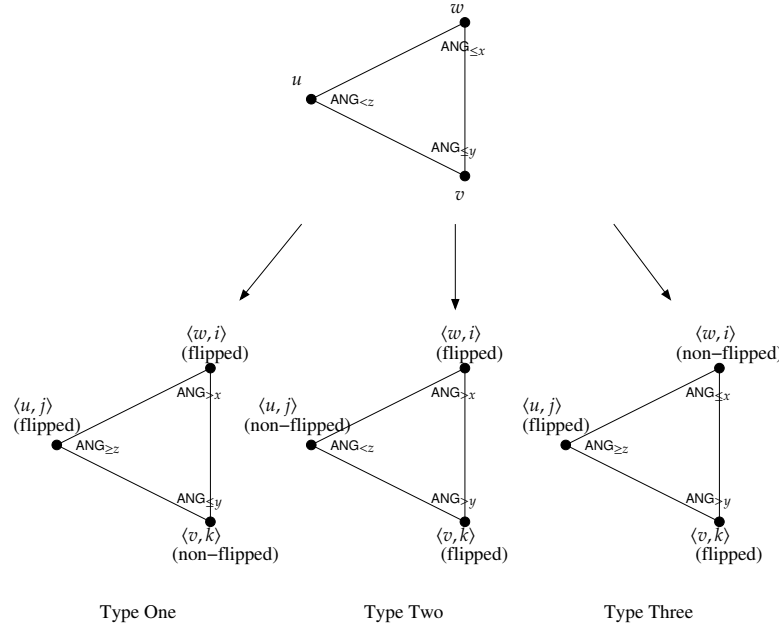 w
ANG≤x
u
ANG<z
ANG≤y
v
⟨w, i⟩
(flipped)
ANG>x
⟨u, j⟩
(flipped)
ANG≥z
ANG≤y
⟨v, k⟩
(non−flipped)
Type One
⟨w, i⟩
(flipped)
ANG>x
⟨u, j⟩
(non−flipped)
ANG<z
ANG>y
⟨v, k⟩
(flipped)
Type Two
⟨w, i⟩
(non−flipped)
ANG≤x
⟨u, j⟩
(flipped)
ANG≥z
ANG>y
⟨v, k⟩
(flipped)
Type Three